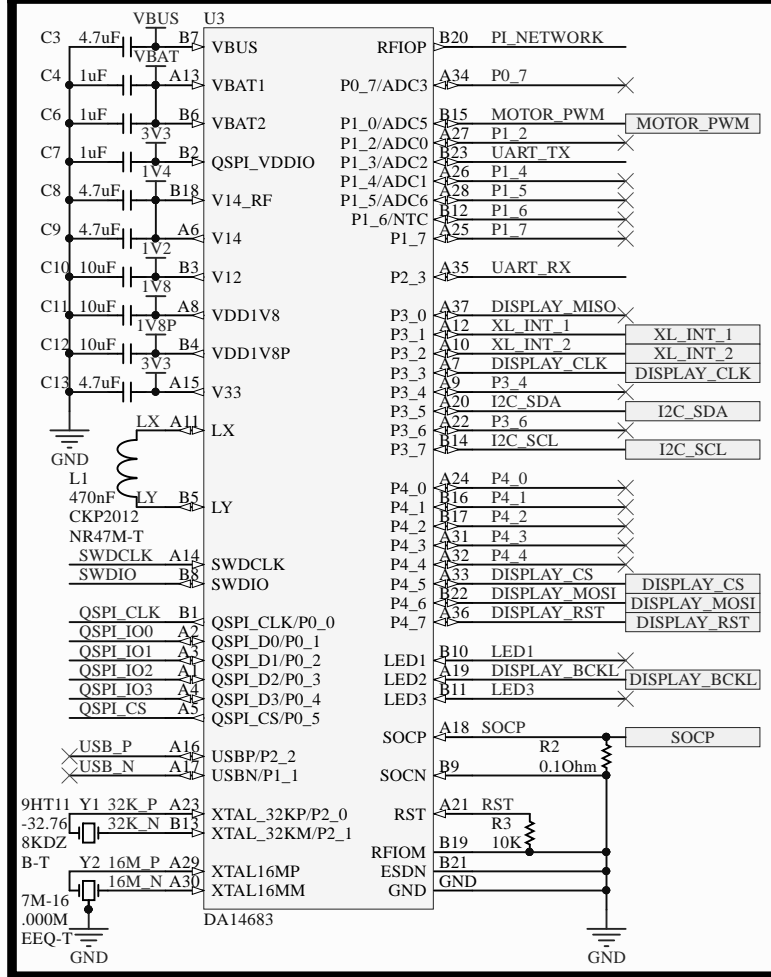 VBUS U3
C3 4.7uF B7 VBUS RFIOP B20 PI_NETWORK
VBAT
C4 1uF A13 VBAT1 P0_7/ADC3 A34 P0_7
C6 1uF B6 VBAT2 P1_0/ADC5 B15 MOTOR_PWM MOTOR_PWM
P1_2/ADC0 A27 P1_2
3V3
C7 1uF B2 QSPI_VDDIO P1_3/ADC2 B23 UART_TX
1V4
P1_4/ADC1 A26 P1_4
C8 4.7uF B18 V14_RF P1_5/ADC6 A28 P1_5
P1_6/NTC B12 P1_6
C9 4.7uF A6 V14 P1_7 A25 P1_7
1V2
C10 10uF B3 V12 P2_3 A35 UART_RX
1V8
C11 10uF A8 VDD1V8 P3_0 A37 DISPLAY_MISO
1V8P
P3_1 A12 XL_INT_1 XL_INT_1
C12 10uF B4 VDD1V8P P3_2 A10 XL_INT_2 XL_INT_2
3V3
P3_3 A7 DISPLAY_CLK DISPLAY_CLK
C13 4.7uF A15 V33 P3_4 A9 P3_4
P3_5 A20 I2C_SDA I2C_SDA
LX A11 LX P3_6 A22 P3_6
P3_7 B14 I2C_SCL I2C_SCL
GND
L1
470nF
CKP2012
NR47M-T
LY B5 LY
P4_0 A24 P4_0
P4_1 B16 P4_1
P4_2 B17 P4_2
P4_3 A31 P4_3
SWDCLK A14 SWDCLK P4_4 A32 P4_4
SWDIO B8 SWDIO P4_5 A33 DISPLAY_CS DISPLAY_CS
P4_6 B22 DISPLAY_MOSI DISPLAY_MOSI
QSPI_CLK B1 QSPI_CLK/P0_0 P4_7 A36 DISPLAY_RST DISPLAY_RST
QSPI_IO0 A2 QSPI_D0/P0_1
QSPI_IO1 A3 QSPI_D1/P0_2 LED1 B10 LED1
QSPI_IO2 A1 QSPI_D2/P0_3 LED2 A19 DISPLAY_BCKL DISPLAY_BCKL
QSPI_IO3 A4 QSPI_D3/P0_4 LED3 B11 LED3
QSPI_CS A5 QSPI_CS/P0_5
SOCP A18 SOCP SOCP
USB_P A16 USBP/P2_2
R2
0.1Ohm
USB_N A17 USBN/P1_1 SOCN B9
9HT11
-32.76
8KDZ
B-T
Y1 32K_P A23 XTAL_32KP/P2_0 RST A21 RST
32K_N B13 XTAL_32KM/P2_1
R3
10K
RFIOM B19
Y2 16M_P A29 XTAL16MP ESDN B21
16M_N A30 XTAL16MM GND GND
7M-16
.000M
EEQ-T
DA14683
GND
GND